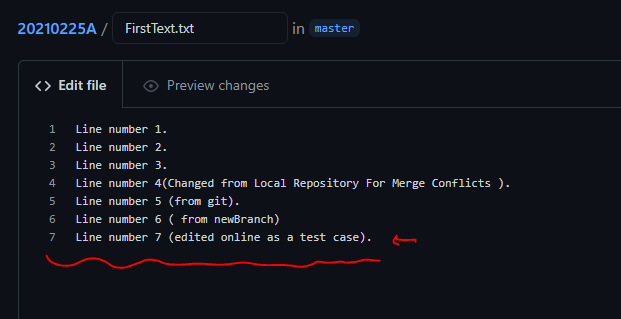 20210225A / FirstText.txt in master
<> Edit file Preview changes
1 Line number 1.
2 Line number 2.
3 Line number 3.
4 Line number 4(Changed from Local Repository For Merge Conflicts ).
5 Line number 5 (from git).
6 Line number 6 ( from newBranch)
7 Line number 7 (edited online as a test case).